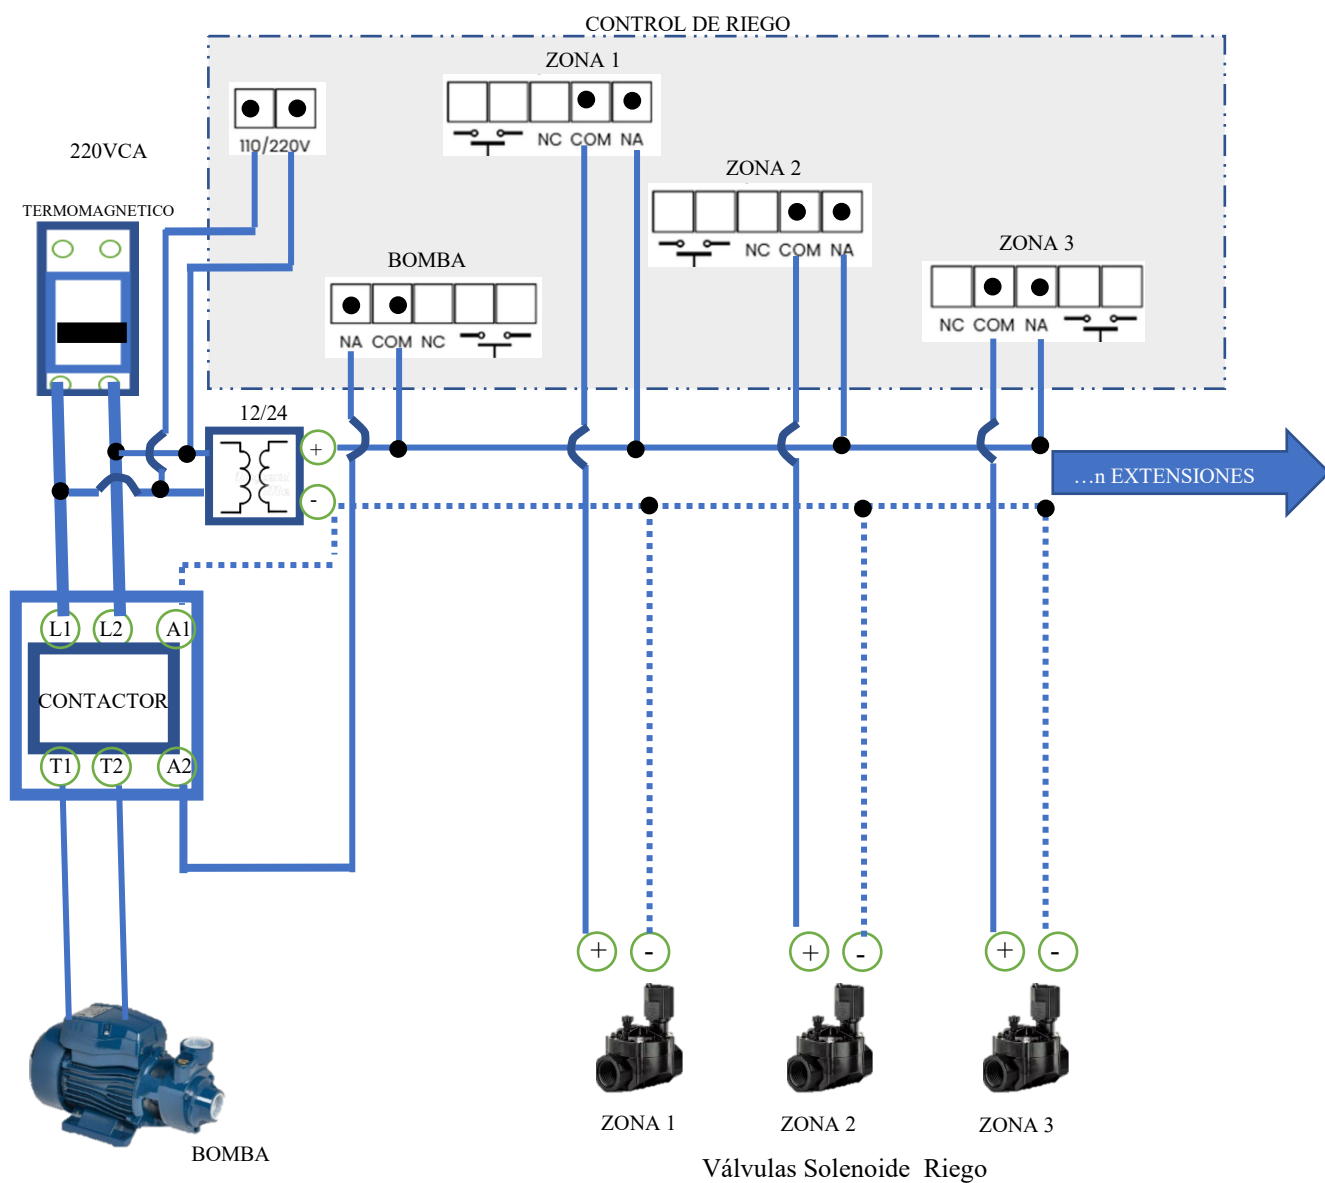 CONTROL DE RIEGO
ZONA 1
110/220V
NC COM NA
220VCA
ZONA 2
TERMOMAGNETICO
NC COM NA
ZONA 3
BOMBA
NC COM NA
NA COM NC
12/24
+
-
...n EXTENSIONES
L1 L2 A1
CONTACTOR
T1 T2 A2
+ - + - + -
ZONA 1 ZONA 2 ZONA 3
BOMBA
Válvulas Solenoide Riego